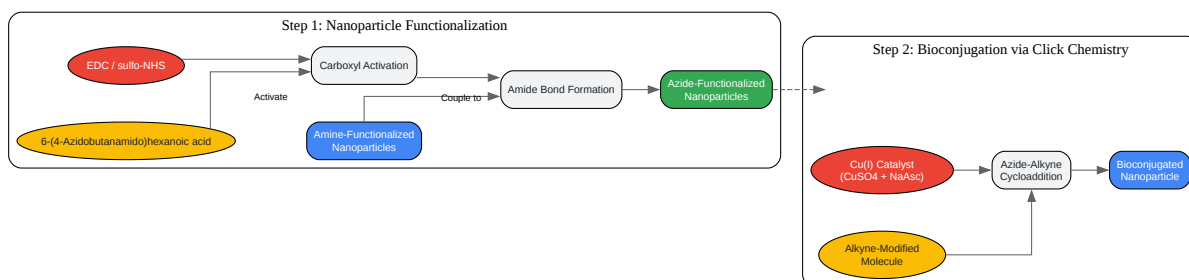 Step 1: Nanoparticle Functionalization
EDC / sulfo-NHS
Carboxyl Activation
Activate
6-(4-Azidobutanamido)hexanoic acid
Amine-Functionalized
Nanoparticles
Couple to
Amide Bond Formation
Azide-Functionalized
Nanoparticles
Step 2: Bioconjugation via Click Chemistry
Cu(I) Catalyst
(CuSO4 + NaAsc)
Azide-Alkyne
Cycloaddition
Bioconjugated
Nanoparticle
Alkyne-Modified
Molecule